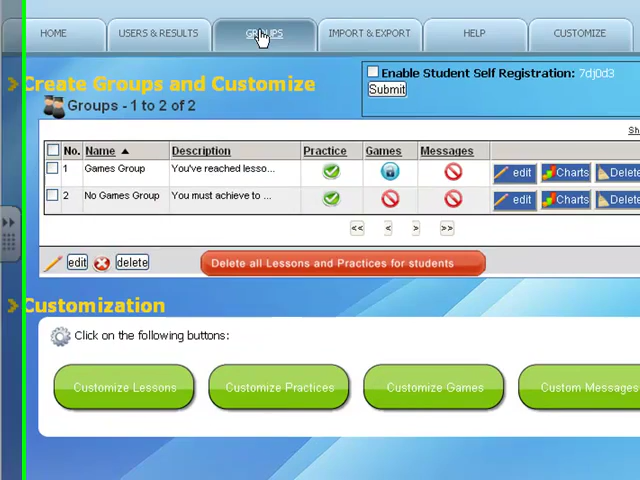 HOME USERS & RESULTS GROUPS IMPORT & EXPORT HELP CUSTOMIZE
Create Groups and Customize
Enable Student Self Registration: 7dj0d3
Submit
Groups - 1 to 2 of 2
Sh
No. Name Description Practice Games Messages
1 Games Group You've reached lesso... edit Charts Delete
2 No Games Group You must achieve to ... edit Charts Delete
<< < > >>
edit delete Delete all Lessons and Practices for students
Customization
Click on the following buttons:
Customize Lessons Customize Practices Customize Games Custom Messages